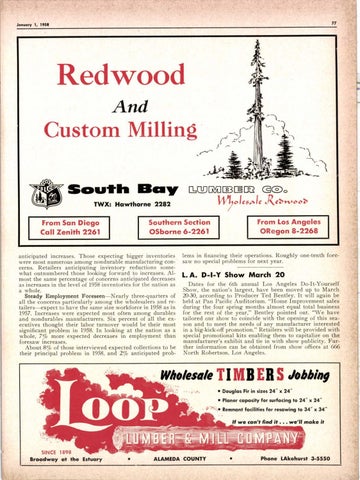 January 1, 1958
77
Redwood
And
Custom Milling
South Bay LUMBER CO.
Wholesale Redwood
TWX: Hawthorne 2282
From San Diego
Call Zenith 2261
Southern Section
OSborne 6-2261
From Los Angeles
ORegon 8-2268
anticipated increases. Those expecting bigger inventories
were most numerous among nondurable manufacturing con-
cerns. Retailers anticipating inventory reductions some-
what outnumbered those looking forward to increases. Al-
most the same percentage of concerns anticipated decreases
as increases in the level of 1958 inventories for the nation as
a whole.
Steady Employment Foreseen—Nearly three-quarters of
all the concerns particularly among the wholesalers and re-
tailers—expect to have the same size workforce in 1958 as in
1957. Increases were expected most often among durables
and nondurables manufacturers. Six percent of all the ex-
ecutives thought their labor turnover would be their most
significant problem in 1958. In looking at the nation as a
whole, 7% more expected decreases in employment than
foresaw increases.
About 8% of those interviewed expected collections to be
their principal problem in 1958, and 2% anticipated prob-
lems in financing their operations. Roughly one-tenth fore-
saw no special problems for next year.
L. A. D-I-Y Show March 20
Dates for the 6th annual Los Angeles Do-It-Yourself
Show, the nation's largest, have been moved up to March
20-30, according to Producer Ted Bentley. It will again be
held at Pan Pacific Auditorium. "Home Improvement sales
during the four spring months almost equal total business
for the rest of the year," Bentley pointed out. "We have
tailored our show to coincide with the opening of this sea-
son and to meet the needs of any manufacturer interested
in a big-kick-off promotion." Retailers will be provided with
special promotional kits enabling them to capitalize on the
manufacturer's exhibit and tie in with show publicity. Fur-
ther information can be obtained from show offices at 666
North Robertson, Los Angeles.
Wholesale TIMBERS Jobbing
• Douglas Fir in sizes 24" x 24"
• Planer capacity for surfacing to 24" x 24"
• Remnant facilities for resawing to 34" x 34"
If we can't find it . . . we'll make it
LOOP
LUMBER & MILL COMPANY
SINCE 1898
Broadway at the Estuary • ALAMEDA COUNTY • Phone LAkehurst 3-5550